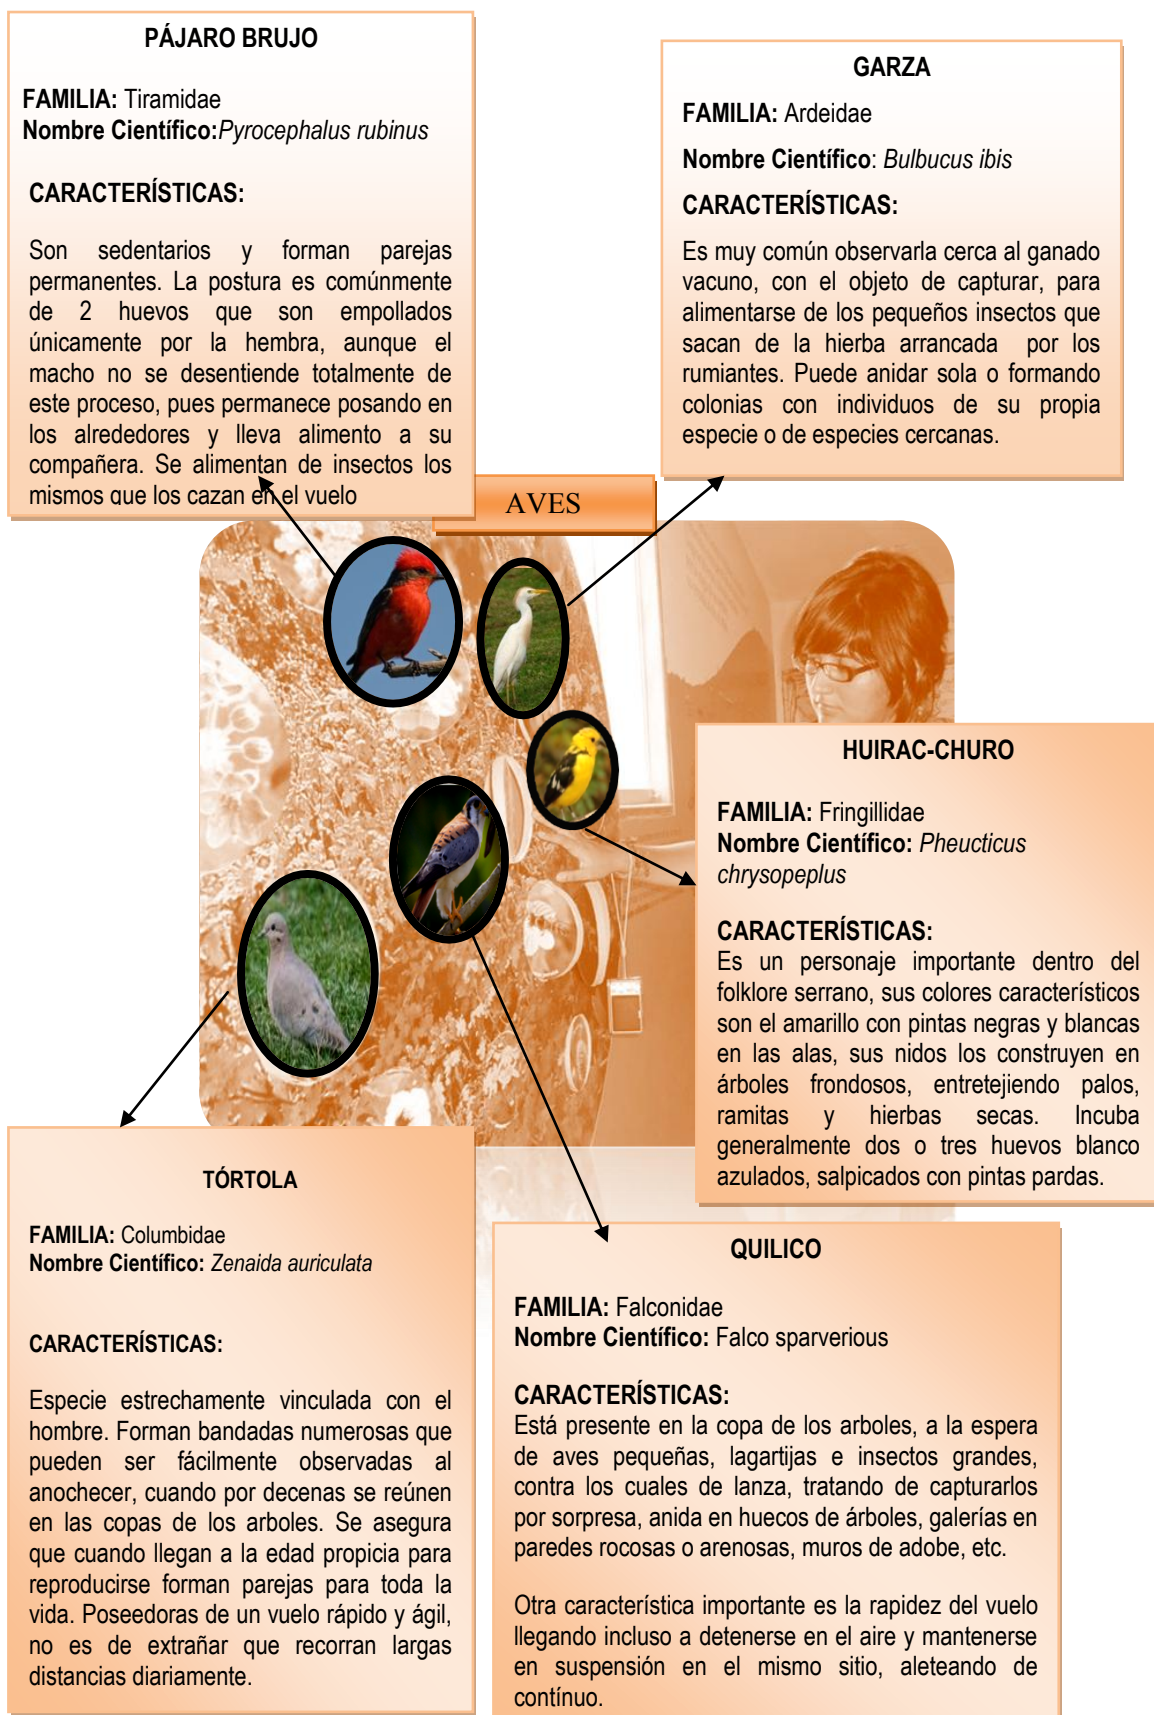 PÁJARO BRUJO
FAMILIA: Tiramidae
Nombre Científico:Pyrocephalus rubinus
CARACTERÍSTICAS:
Son sedentarios y forman parejas
permanentes. La postura es comúnmente
de 2 huevos que son empollados
únicamente por la hembra, aunque el
macho no se desentiende totalmente de
este proceso, pues permanece posando en
los alrededores y lleva alimento a su
compañera. Se alimentan de insectos los
mismos que los cazan en el vuelo
GARZA
FAMILIA: Ardeidae
Nombre Científico: Bulbucus ibis
CARACTERÍSTICAS:
Es muy común observarla cerca al ganado
vacuno, con el objeto de capturar, para
alimentarse de los pequeños insectos que
sacan de la hierba arrancada por los
rumiantes. Puede anidar sola o formando
colonias con individuos de su propia
especie o de especies cercanas.
AVES
HUIRAC-CHURO
FAMILIA: Fringillidae
Nombre Científico: Pheucticus
chrysopeplus
CARACTERÍSTICAS:
Es un personaje importante dentro del
folklore serrano, sus colores característicos
son el amarillo con pintas negras y blancas
en las alas, sus nidos los construyen en
árboles frondosos, entretejiendo palos,
ramitas y hierbas secas. Incuba
generalmente dos o tres huevos blanco
azulados, salpicados con pintas pardas.
TÓRTOLA
FAMILIA: Columbidae
Nombre Científico: Zenaida auriculata
CARACTERÍSTICAS:
Especie estrechamente vinculada con el
hombre. Forman bandadas numerosas que
pueden ser fácilmente observadas al
anochecer, cuando por decenas se reúnen
en las copas de los arboles. Se asegura
que cuando llegan a la edad propicia para
reproducirse forman parejas para toda la
vida. Poseedoras de un vuelo rápido y ágil,
no es de extrañar que recorran largas
distancias diariamente.
QUILICO
FAMILIA: Falconidae
Nombre Científico: Falco sparverious
CARACTERÍSTICAS:
Está presente en la copa de los arboles, a la espera
de aves pequeñas, lagartijas e insectos grandes,
contra los cuales de lanza, tratando de capturarlos
por sorpresa, anida en huecos de árboles, galerías en
paredes rocosas o arenosas, muros de adobe, etc.
Otra característica importante es la rapidez del vuelo
llegando incluso a detenerse en el aire y mantenerse
en suspensión en el mismo sitio, aleteando de
contínuo.